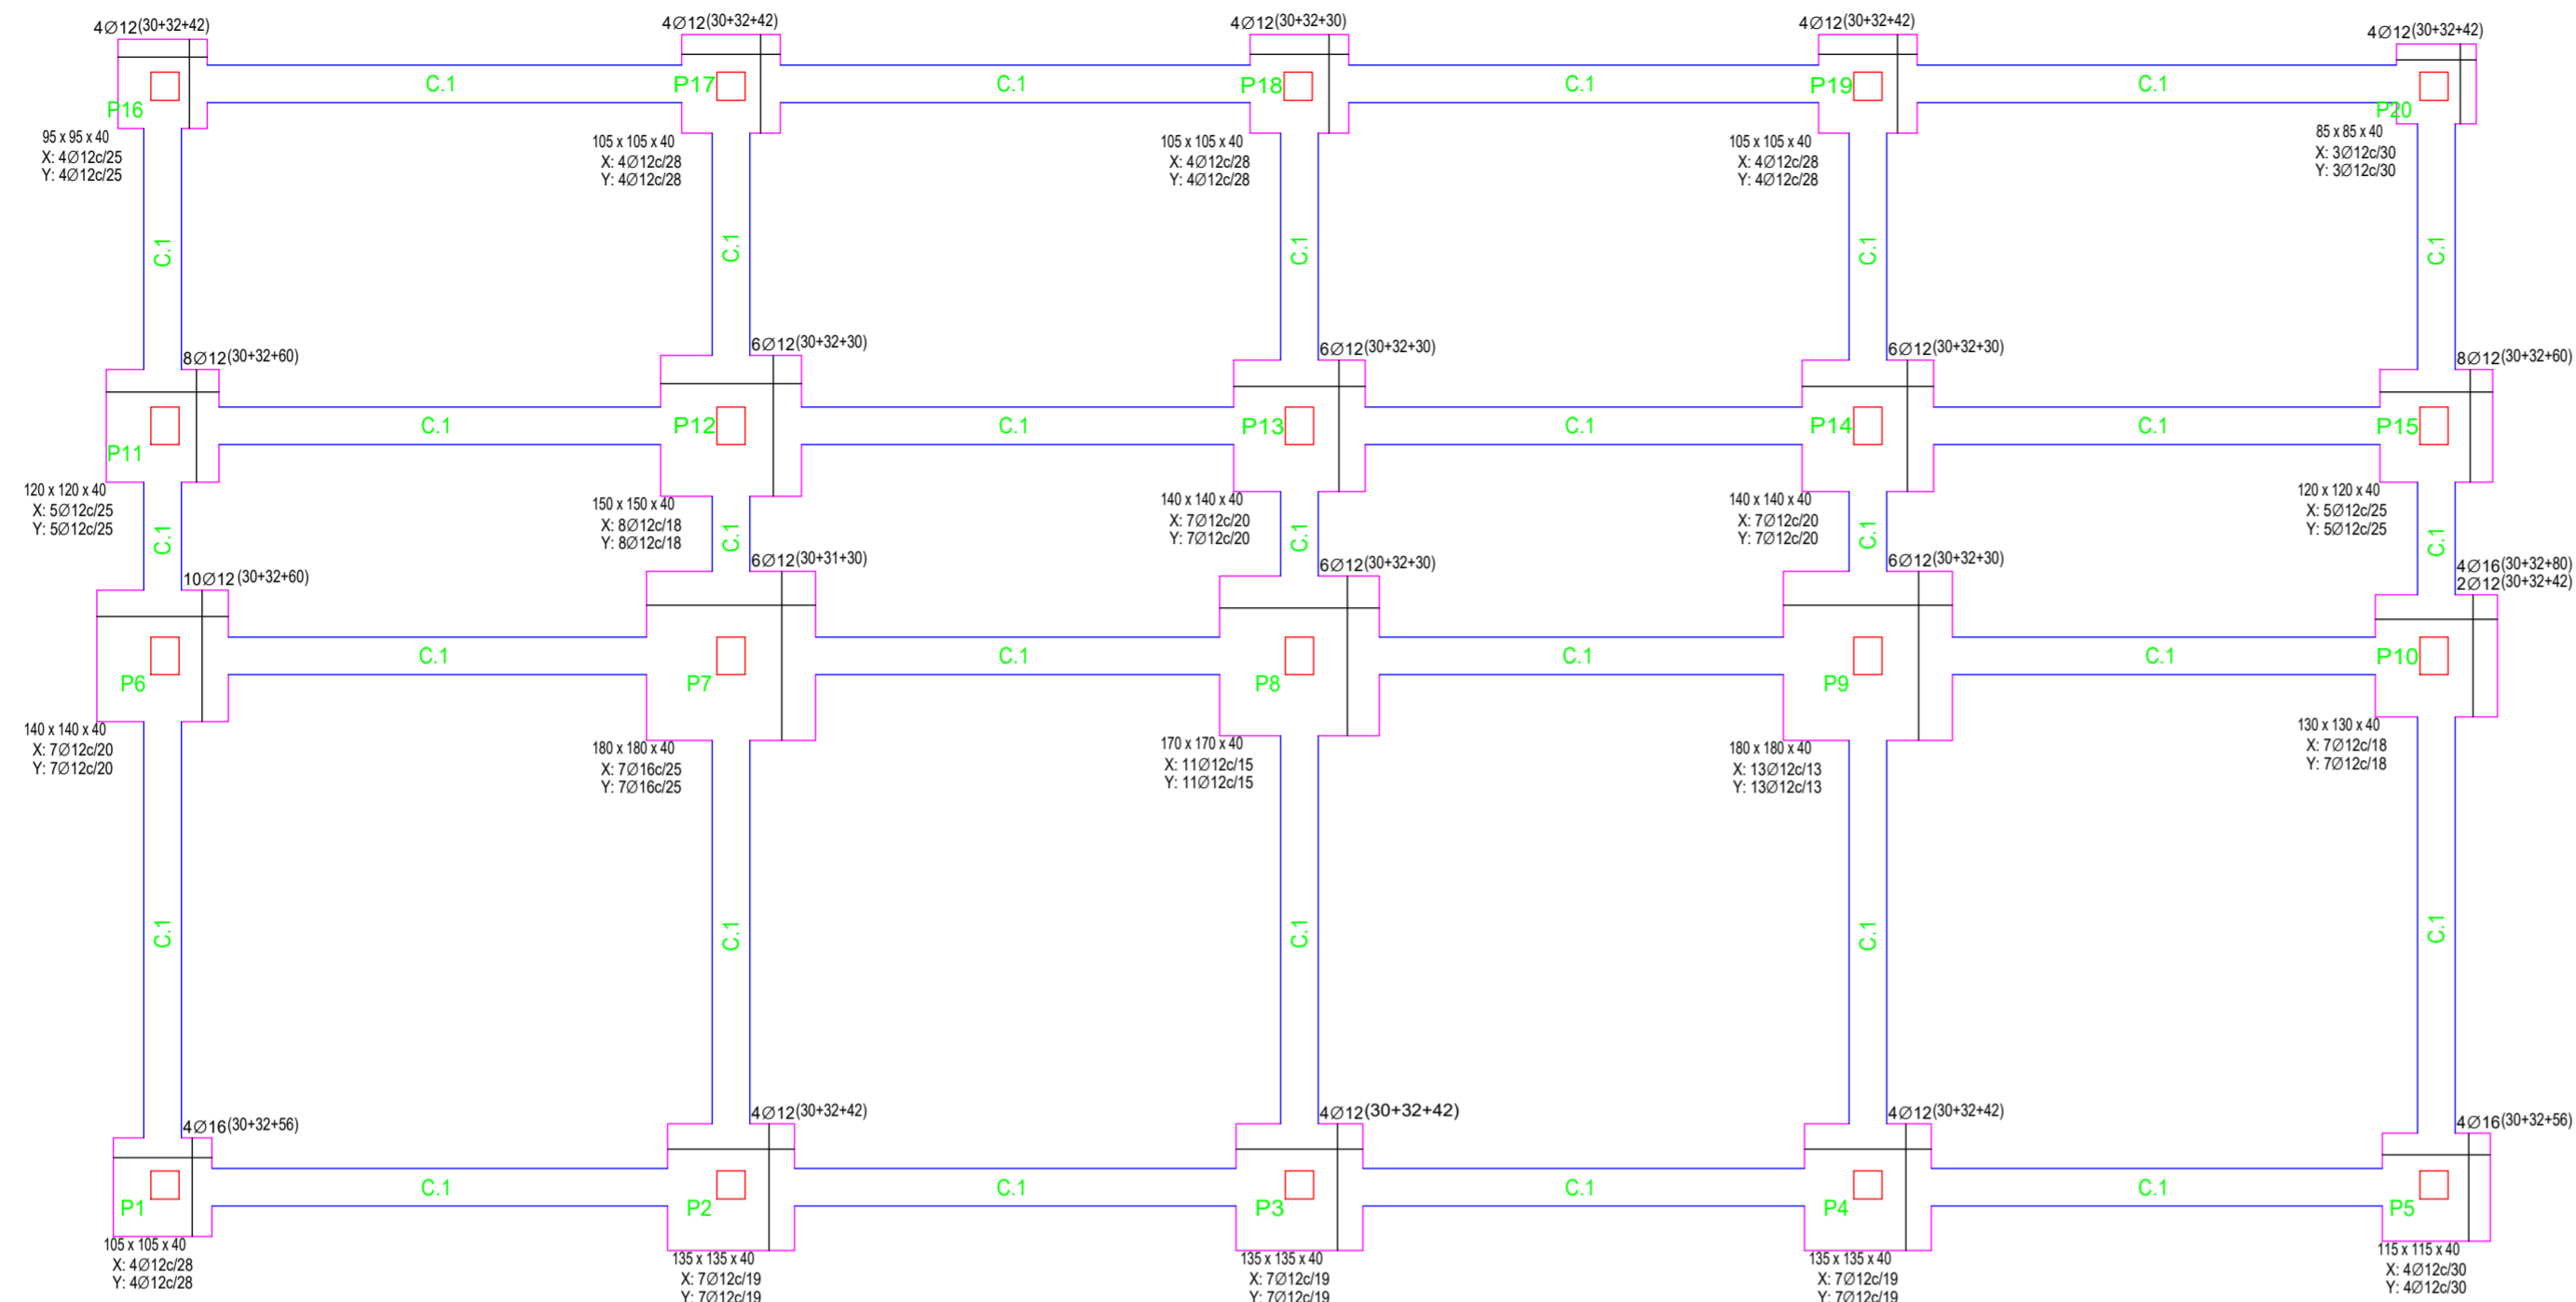 4Ø12(30+32+42)
4Ø12(30+32+42)
4Ø12(30+32+30)
4Ø12(30+32+42)
4Ø12(30+32+42)
P16
C.1
P17
C.1
P18
C.1
P19
C.1
P20
95 x 95 x 40
X: 4Ø12c/25
Y: 4Ø12c/25
105 x 105 x 40
X: 4Ø12c/28
Y: 4Ø12c/28
105 x 105 x 40
X: 4Ø12c/28
Y: 4Ø12c/28
105 x 105 x 40
X: 4Ø12c/28
Y: 4Ø12c/28
85 x 85 x 40
X: 3Ø12c/30
Y: 3Ø12c/30
C.1
C.1
C.1
C.1
C.1
8Ø12(30+32+60)
6Ø12(30+32+30)
6Ø12(30+32+30)
6Ø12(30+32+30)
8Ø12(30+32+60)
P11
C.1
P12
C.1
P13
C.1
P14
C.1
P15
120 x 120 x 40
X: 5Ø12c/25
Y: 5Ø12c/25
150 x 150 x 40
X: 8Ø12c/18
Y: 8Ø12c/18
140 x 140 x 40
X: 7Ø12c/20
Y: 7Ø12c/20
140 x 140 x 40
X: 7Ø12c/20
Y: 7Ø12c/20
120 x 120 x 40
X: 5Ø12c/25
Y: 5Ø12c/25
C.1
C.1
C.1
C.1
C.1
10Ø12(30+32+60)
6Ø12(30+31+30)
6Ø12(30+32+30)
6Ø12(30+32+30)
4Ø16(30+32+80)
2Ø12(30+32+42)
P6
C.1
P7
C.1
P8
C.1
P9
C.1
P10
140 x 140 x 40
X: 7Ø12c/20
Y: 7Ø12c/20
180 x 180 x 40
X: 7Ø16c/25
Y: 7Ø16c/25
170 x 170 x 40
X: 11Ø12c/15
Y: 11Ø12c/15
180 x 180 x 40
X: 13Ø12c/13
Y: 13Ø12c/13
130 x 130 x 40
X: 7Ø12c/18
Y: 7Ø12c/18
C.1
C.1
C.1
C.1
C.1
4Ø16(30+32+56)
4Ø12(30+32+42)
4Ø12(30+32+42)
4Ø12(30+32+42)
4Ø16(30+32+56)
P1
C.1
P2
C.1
P3
C.1
P4
C.1
P5
105 x 105 x 40
X: 4Ø12c/28
Y: 4Ø12c/28
135 x 135 x 40
X: 7Ø12c/19
Y: 7Ø12c/19
135 x 135 x 40
X: 7Ø12c/19
Y: 7Ø12c/19
135 x 135 x 40
X: 7Ø12c/19
Y: 7Ø12c/19
115 x 115 x 40
X: 4Ø12c/30
Y: 4Ø12c/30